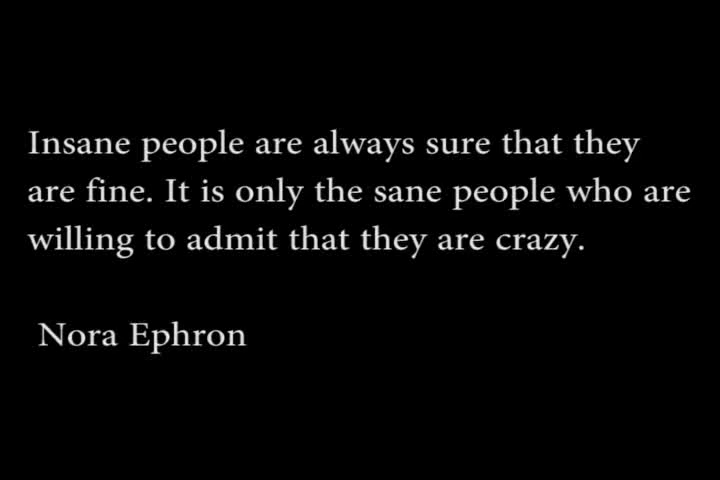 Insane people are always sure that they
are fine. It is only the sane people who are
willing to admit that they are crazy.
Nora Ephron